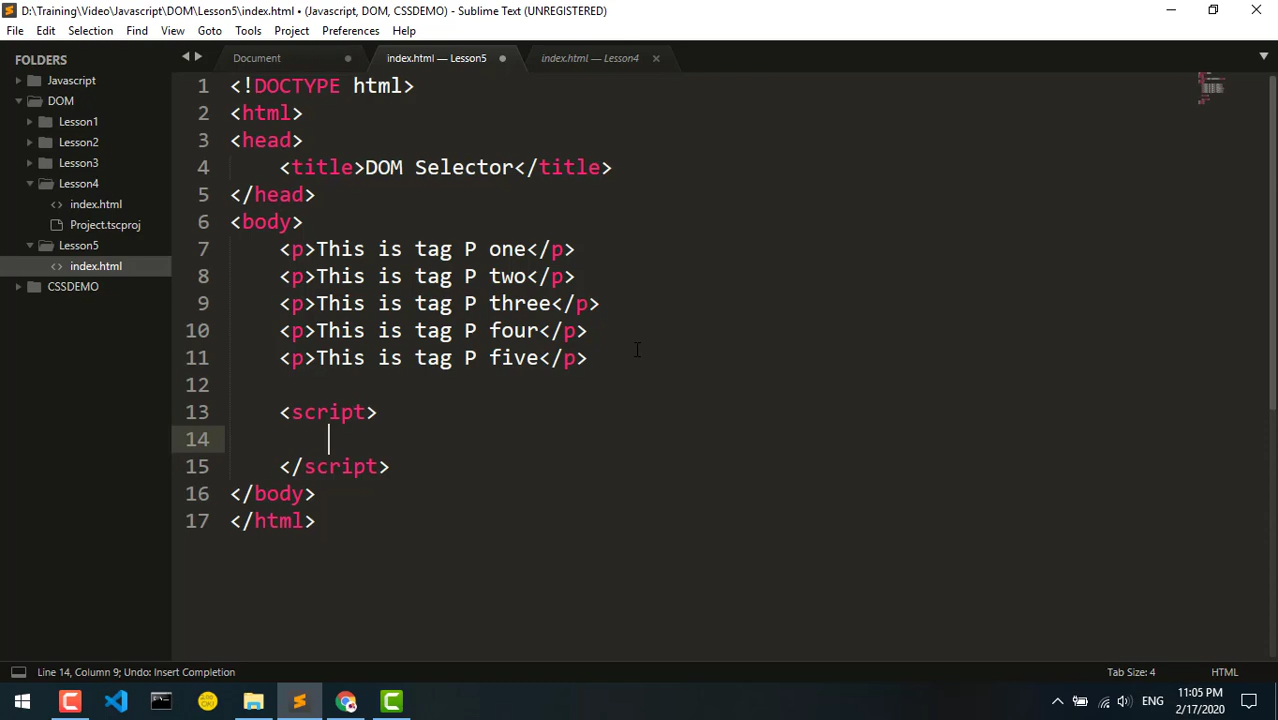 D:\Training\Video\Javascript\DOM\Lesson5\index.html • (Javascript, DOM, CSSDEMO) - Sublime Text (UNREGISTERED)
File Edit Selection Find View Goto Tools Project Preferences Help
FOLDERS
Javascript
DOM
Lesson1
Lesson2
Lesson3
Lesson4
index.html
Project.tscproj
Lesson5
index.html
CSSDEMO
Document
index.html — Lesson5
index.html — Lesson4
1 <!DOCTYPE html>
2 <html>
3 <head>
4 <title>DOM Selector</title>
5 </head>
6 <body>
7 <p>This is tag P one</p>
8 <p>This is tag P two</p>
9 <p>This is tag P three</p>
10 <p>This is tag P four</p>
11 <p>This is tag P five</p>
12
13 <script>
14
15 </script>
16 </body>
17 </html>
Line 14, Column 9; Undo: Insert Completion
Tab Size: 4
HTML
ENG
11:05 PM
2/17/2020